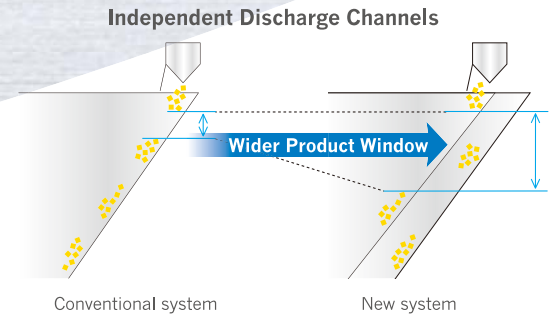 Independent Discharge Channels
Wider Product Window
Conventional system
New system